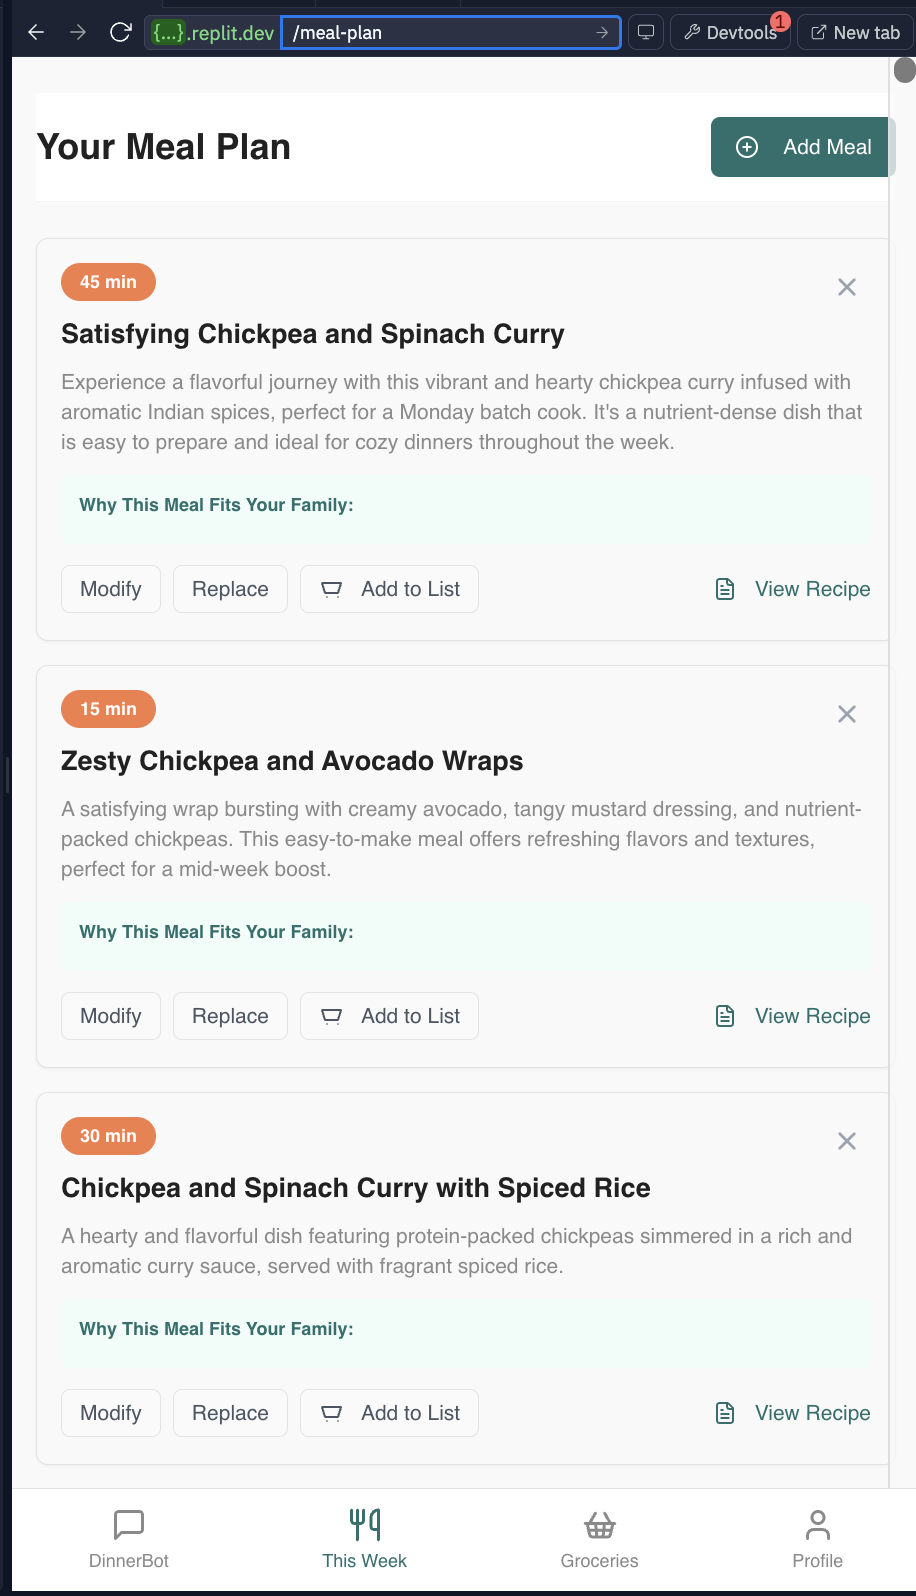 {...}.replit.dev /meal-plan Devtools 1 New tab
Your Meal Plan
Add Meal
45 min
Satisfying Chickpea and Spinach Curry
Experience a flavorful journey with this vibrant and hearty chickpea curry infused with
aromatic Indian spices, perfect for a Monday batch cook. It's a nutrient-dense dish that
is easy to prepare and ideal for cozy dinners throughout the week.
Why This Meal Fits Your Family:
Modify Replace Add to List View Recipe
15 min
Zesty Chickpea and Avocado Wraps
A satisfying wrap bursting with creamy avocado, tangy mustard dressing, and nutrient-
packed chickpeas. This easy-to-make meal offers refreshing flavors and textures,
perfect for a mid-week boost.
Why This Meal Fits Your Family:
Modify Replace Add to List View Recipe
30 min
Chickpea and Spinach Curry with Spiced Rice
A hearty and flavorful dish featuring protein-packed chickpeas simmered in a rich and
aromatic curry sauce, served with fragrant spiced rice.
Why This Meal Fits Your Family:
Modify Replace Add to List View Recipe
DinnerBot This Week Groceries Profile